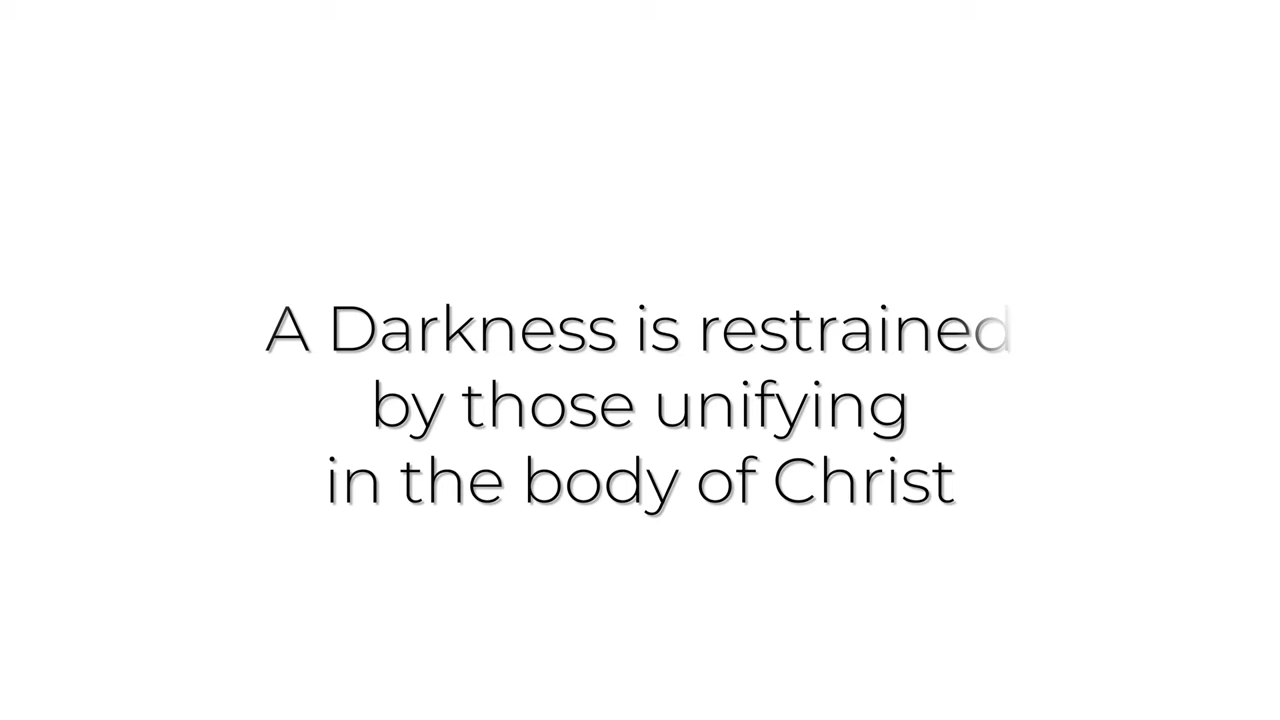 A Darkness is restrained
by those unifying
in the body of Christ